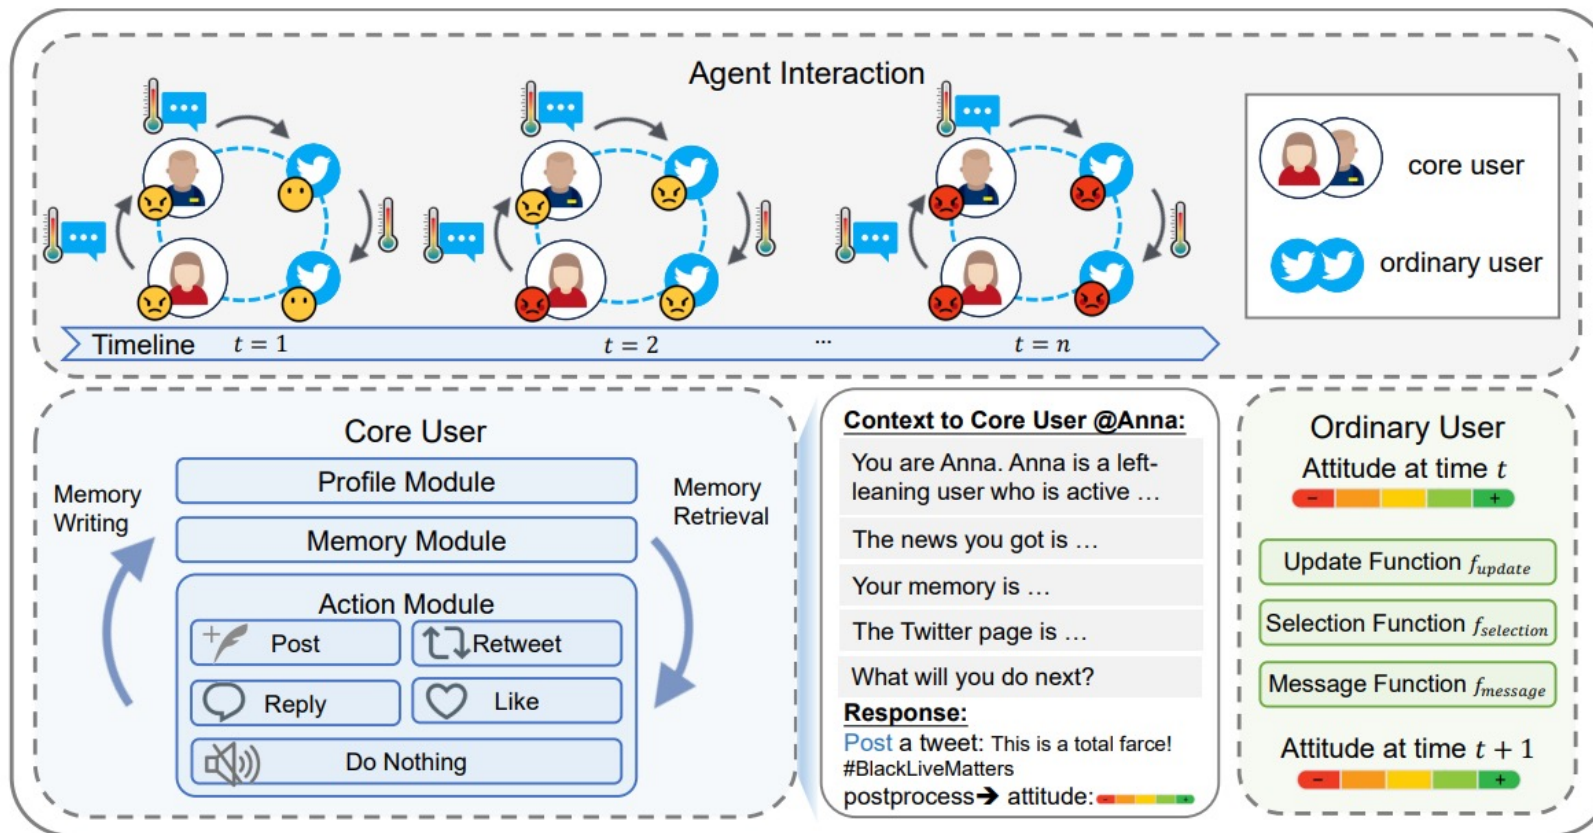 Agent Interaction
core user
ordinary user
Timeline
t = 1
t = 2
...
t = n
Core User
Memory
Writing
Memory
Retrieval
Profile Module
Memory Module
Action Module
Post
Retweet
Reply
Like
Do Nothing
Context to Core User @Anna:
You are Anna. Anna is a left-
leaning user who is active …
The news you got is …
Your memory is …
The Twitter page is …
What will you do next?
Response:
Post a tweet: This is a total farce!
#BlackLiveMatters
postprocess➔ attitude:
- +
Ordinary User
Attitude at time t
- +
Update Function f_update
Selection Function f_selection
Message Function f_message
Attitude at time t + 1
- +